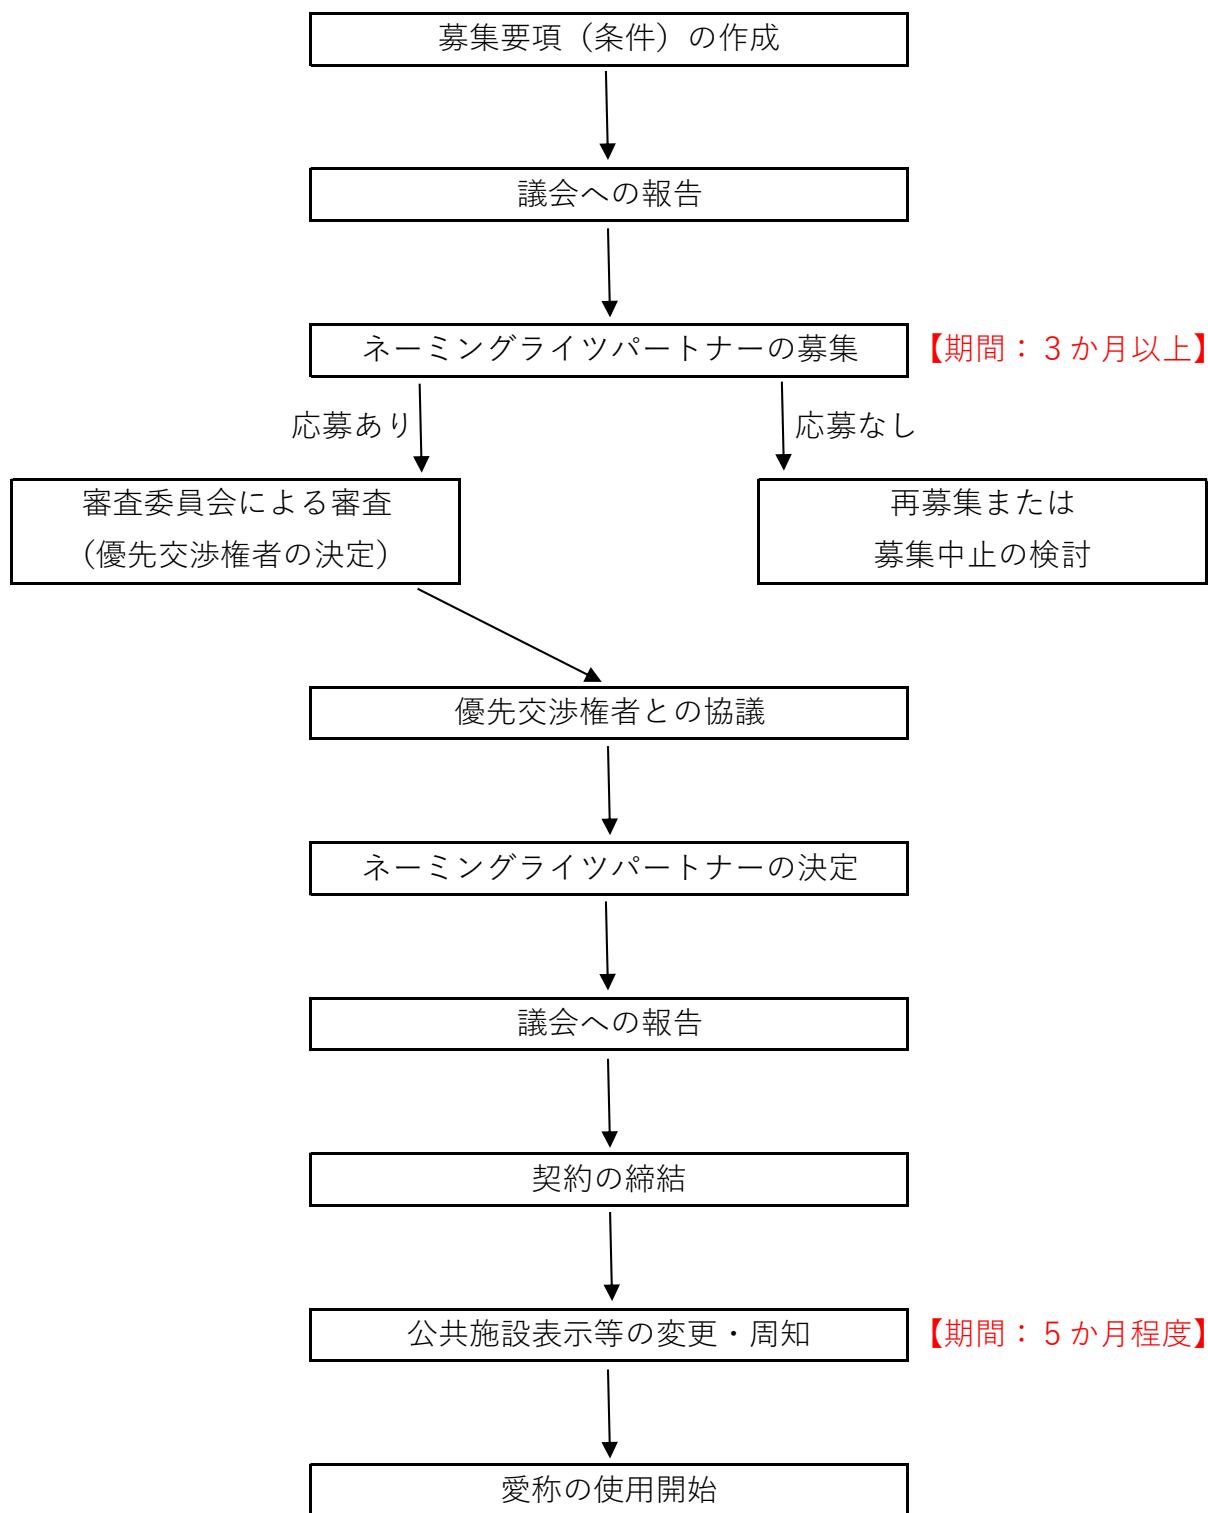 募集要項（条件）の作成
議会への報告
ネーミングライツパートナーの募集
【期間：３か月以上】
応募あり
応募なし
審査委員会による審査
（優先交渉権者の決定）
再募集または
募集中止の検討
優先交渉権者との協議
ネーミングライツパートナーの決定
議会への報告
契約の締結
公共施設表示等の変更・周知
【期間：５か月程度】
愛称の使用開始